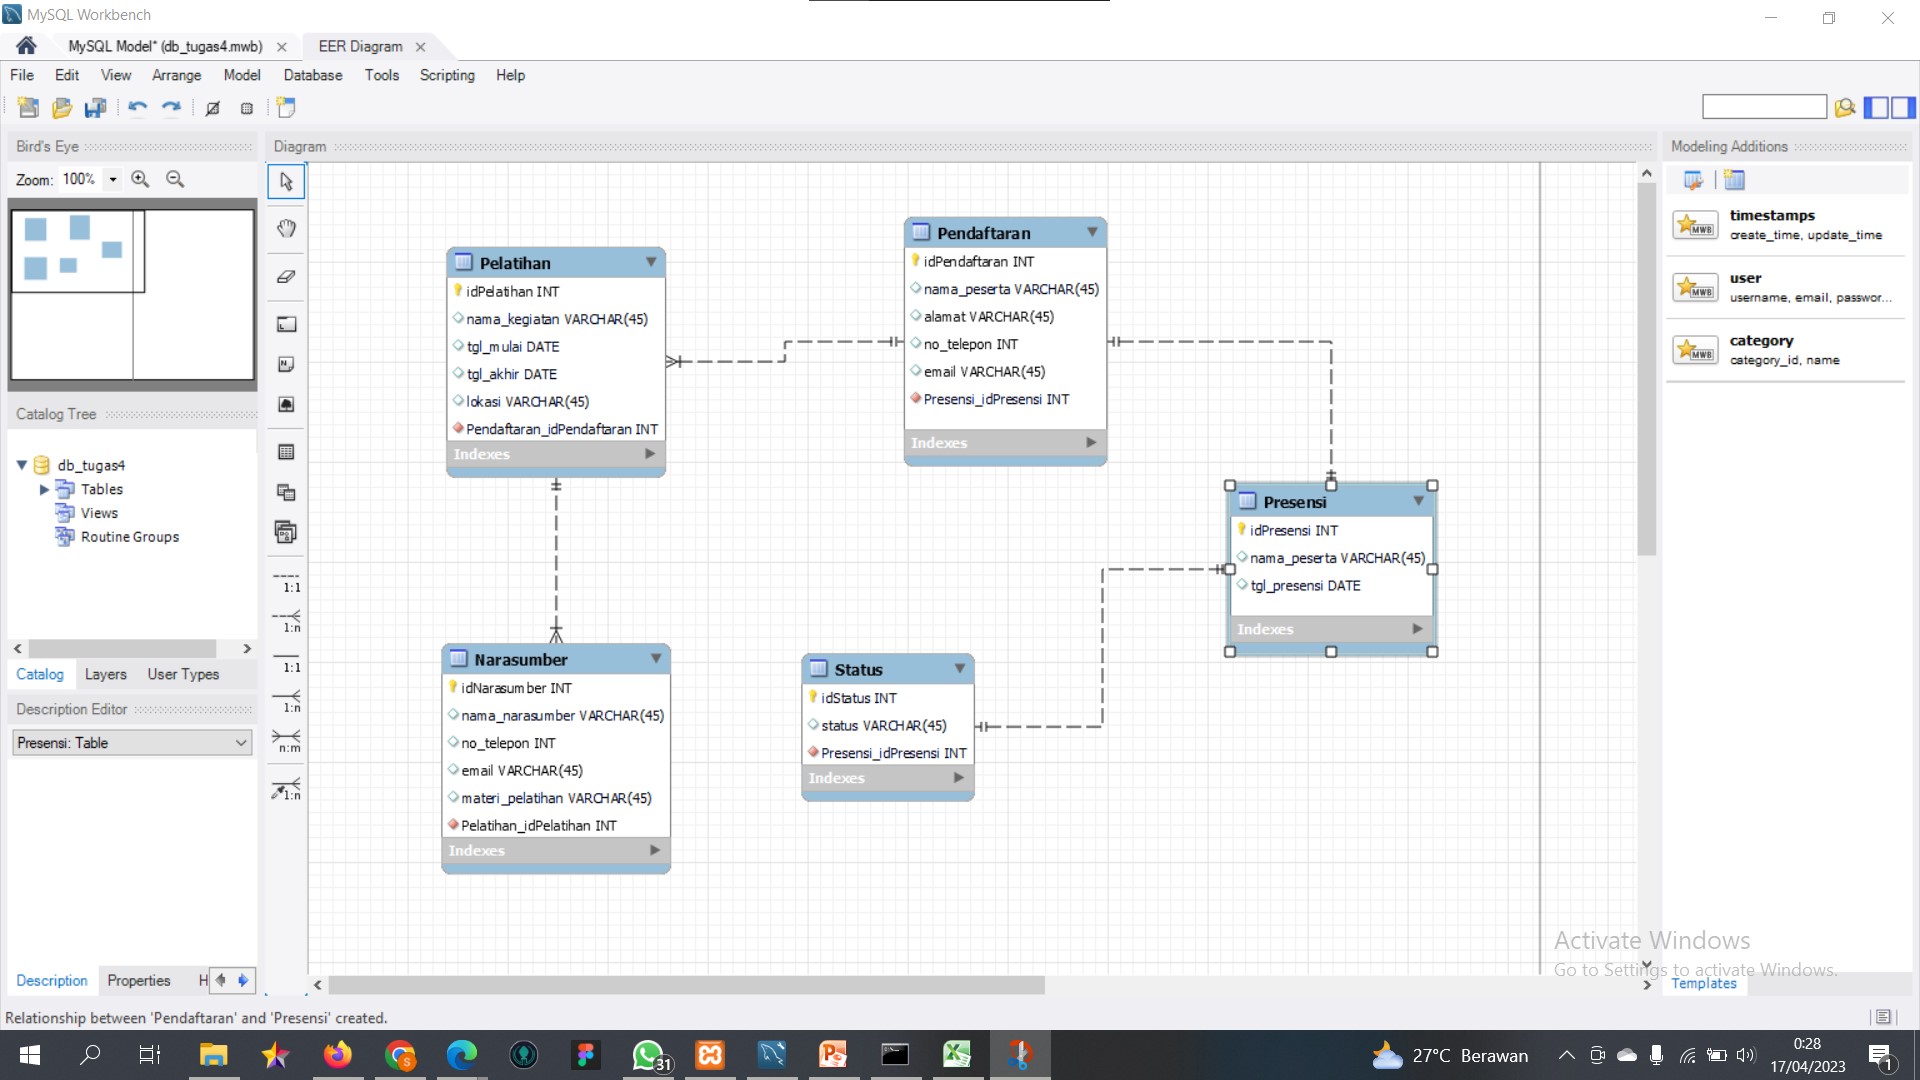 MySQL Workbench
MySQL Model* (db_tugas4.mwb)
EER Diagram
File Edit View Arrange Model Database Tools Scripting Help
Bird's Eye
Zoom: 100%
Catalog Tree
db_tugas4
Tables
Views
Routine Groups
Catalog Layers User Types
Description Editor
Presensi: Table
Description Properties H
Diagram
1:1
1:n
1:1
1:n
n:m
1:n
Pelatihan
idPelatihan INT
nama_kegiatan VARCHAR(45)
tgl_mulai DATE
tgl_akhir DATE
lokasi VARCHAR(45)
Pendaftaran_idPendaftaran INT
Indexes
Pendaftaran
idPendaftaran INT
nama_peserta VARCHAR(45)
alamat VARCHAR(45)
no_telepon INT
email VARCHAR(45)
Presensi_idPresensi INT
Indexes
Presensi
idPresensi INT
nama_peserta VARCHAR(45)
tgl_presensi DATE
Indexes
Narasumber
idNarasumber INT
nama_narasumber VARCHAR(45)
no_telepon INT
email VARCHAR(45)
materi_pelatihan VARCHAR(45)
Pelatihan_idPelatihan INT
Indexes
Status
idStatus INT
status VARCHAR(45)
Presensi_idPresensi INT
Indexes
Modeling Additions
MWB
timestamps
create_time, update_time
MWB
user
username, email, passwor...
MWB
category
category_id, name
Activate Windows
Go to Settings to activate Windows.
Templates
Relationship between 'Pendaftaran' and 'Presensi' created.
31
27°C Berawan
0:28
17/04/2023
1